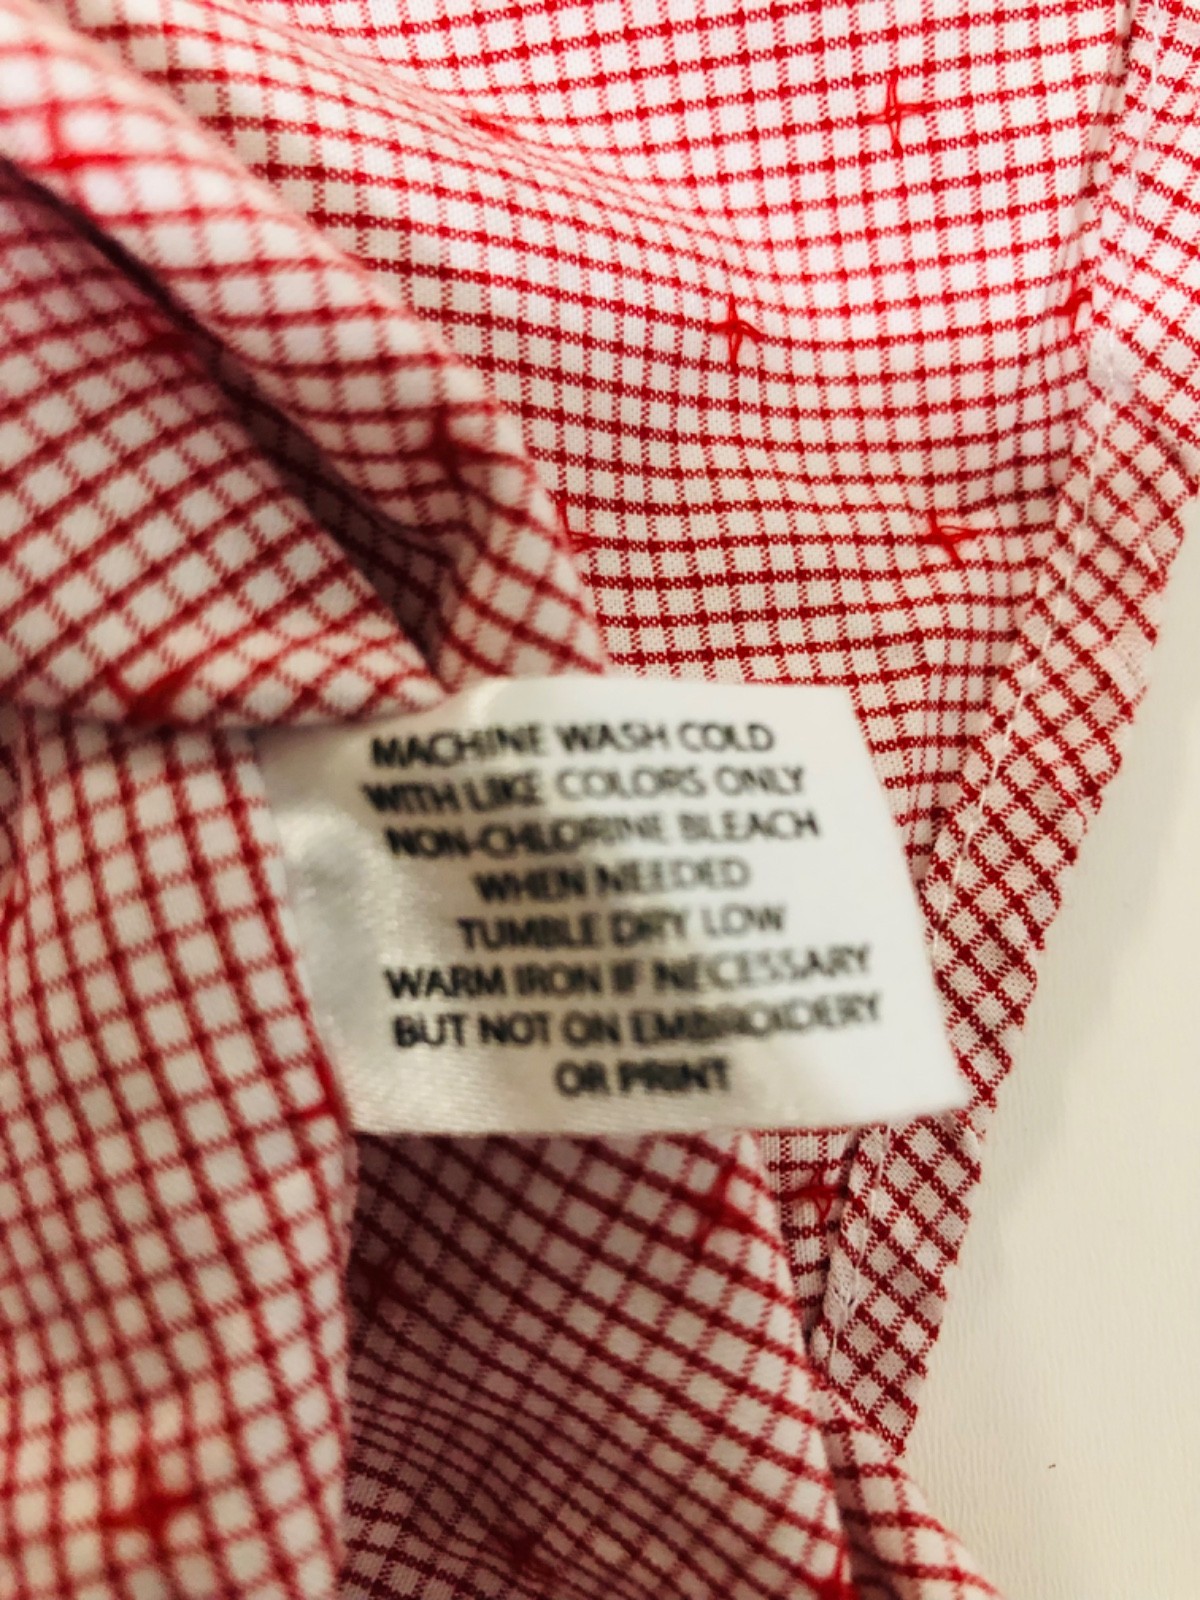 MACHINE WASH COLD
WITH LIKE COLORS ONLY
NON-CHLORINE BLEACH
WHEN NEEDED
TUMBLE DRY LOW
WARM IRON IF NECESSARY
BUT NOT ON EMBROIDERY
OR PRINT